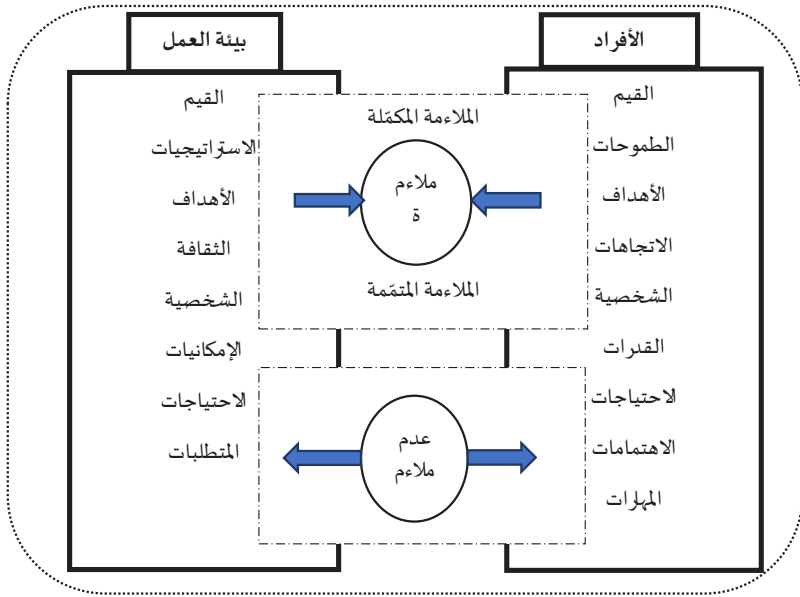 الأفراد
القيم
الطموحات
الأهداف
الاتجاهات
الشخصية
القدرات
الاحتياجات
الاهتمامات
المهارات
الملاءمة المكمّلة
ملاءم
ة
الملاءمة المتمّمة
عدم
ملاءم
بيئة العمل
القيم
الاستراتيجيات
الأهداف
الثقافة
الشخصية
الإمكانيات
الاحتياجات
المتطلبات